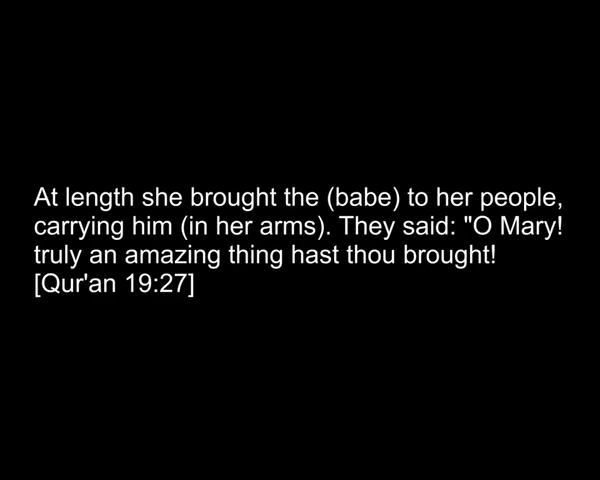 At length she brought the (babe) to her people,
carrying him (in her arms). They said: "O Mary!
truly an amazing thing hast thou brought!
[Qur'an 19:27]